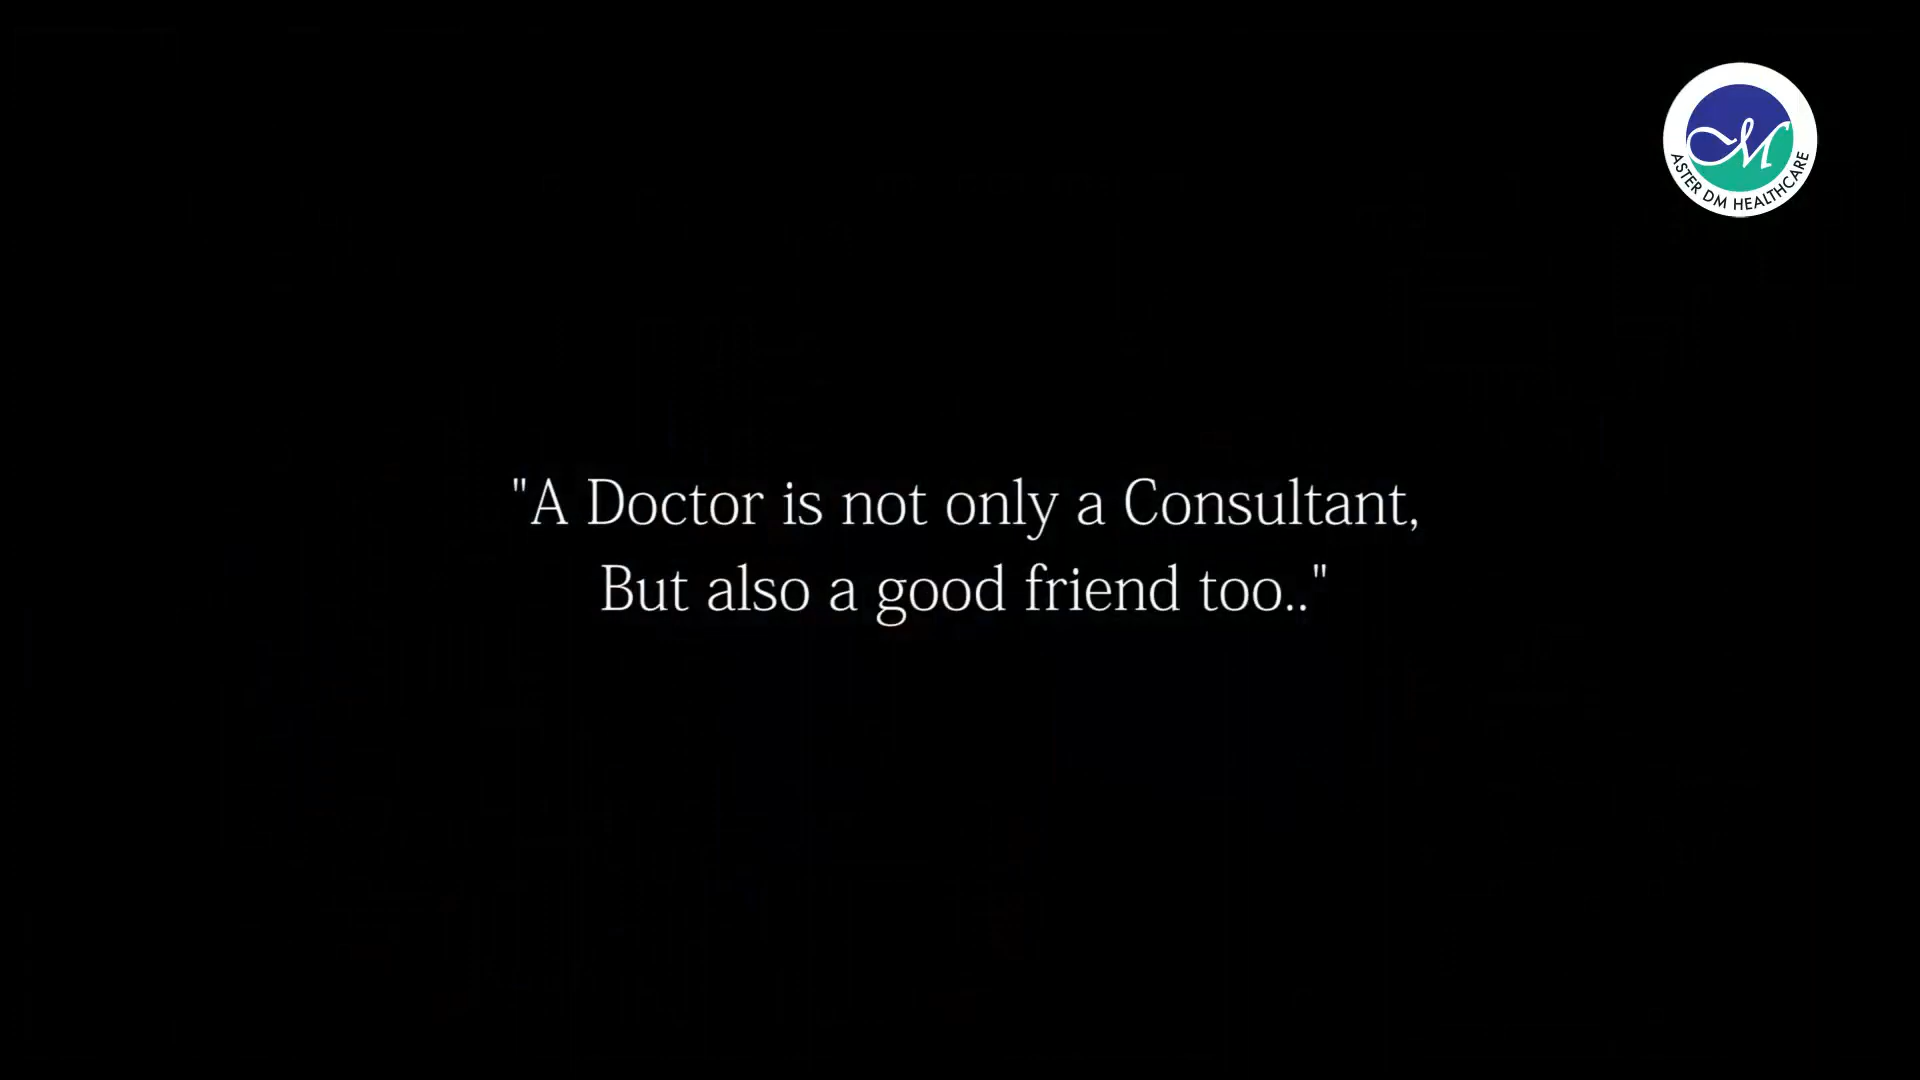 ASTER DM HEALTHCARE
"A Doctor is not only a Consultant,
But also a good friend too.."